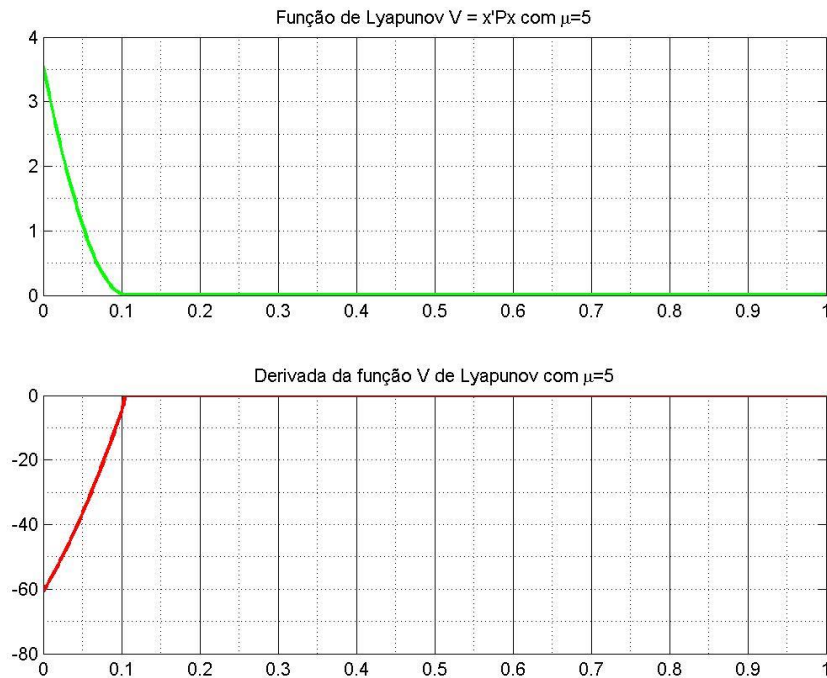 Função de Lyapunov V = x'Px com μ=5
4
3
2
1
0
0 0.1 0.2 0.3 0.4 0.5 0.6 0.7 0.8 0.9 1
Derivada da função V de Lyapunov com μ=5
0
-20
-40
-60
-80
0 0.1 0.2 0.3 0.4 0.5 0.6 0.7 0.8 0.9 1